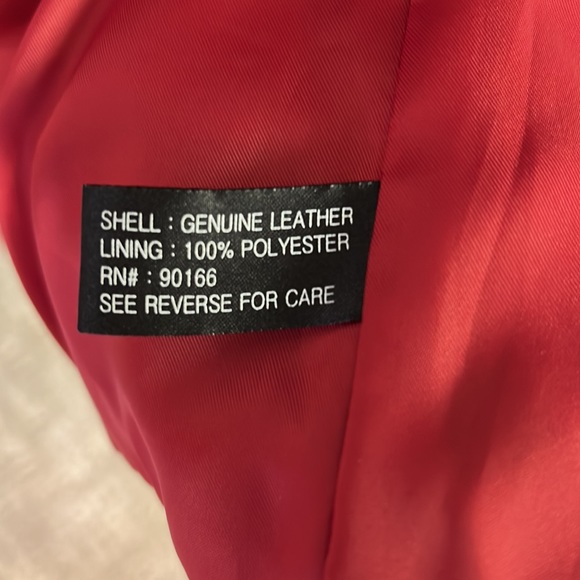 SHELL : GENUINE LEATHER
LINING : 100% POLYESTER
RN# : 90166
SEE REVERSE FOR CARE